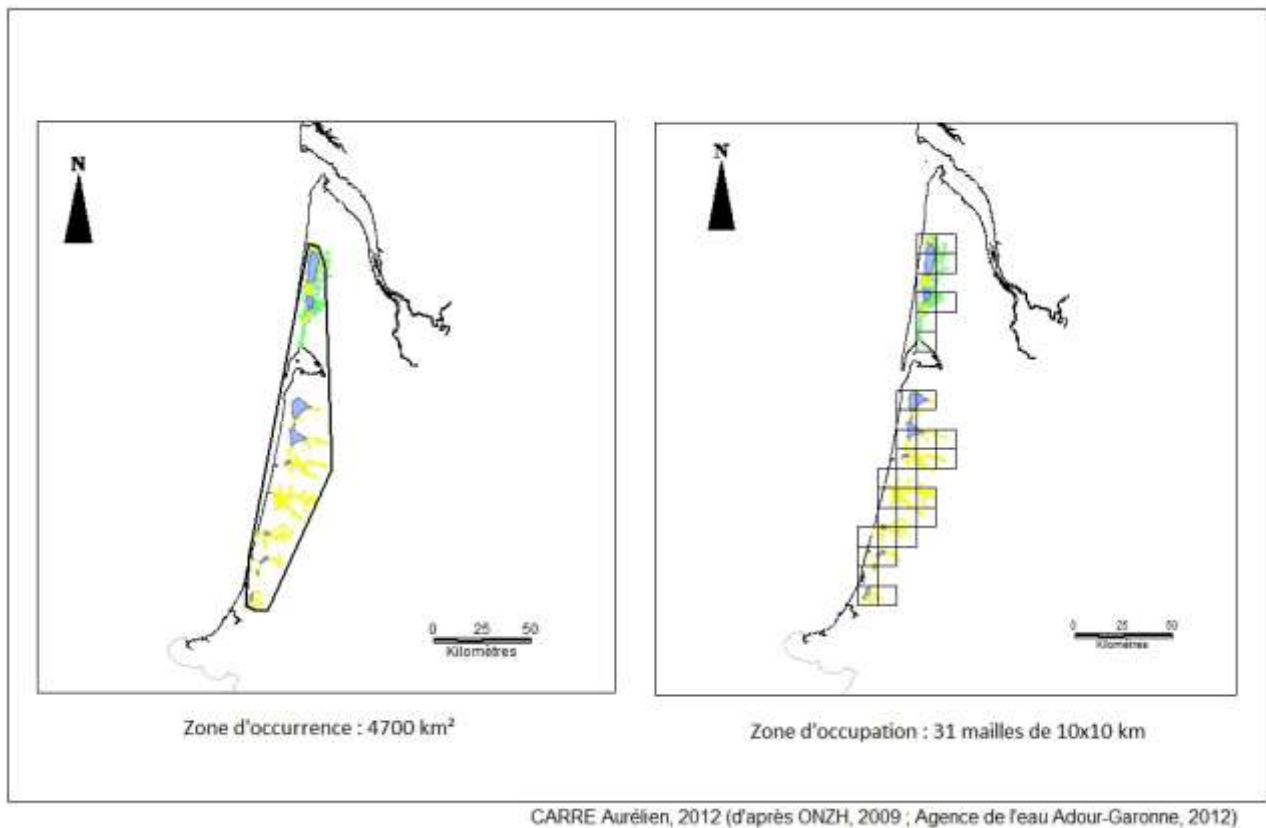 N
N
0 25 50
Kilomètres
0 25 50
Kilomètres
Zone d'occurrence : 4700 km²
Zone d'occupation : 31 mailles de 10x10 km
CARRE Aurélien, 2012 (d'après ONZH, 2009 ; Agence de l'eau Adour-Garonne, 2012)